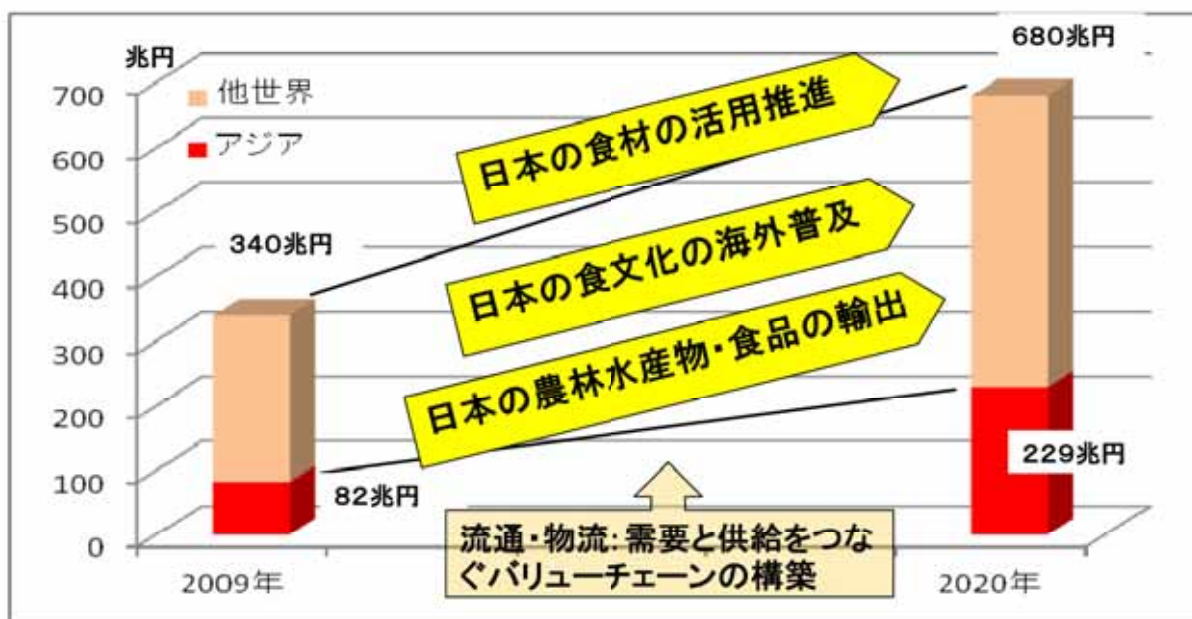 兆円
680兆円
700
他世界
アジア
600
日本の食材の活用推進
500
340兆円
400
日本の食文化の海外普及
300
日本の農林水産物・食品の輸出
200
229兆円
100
82兆円
流通・物流:需要と供給をつな
ぐバリューチェーンの構築
0
2009年
2020年